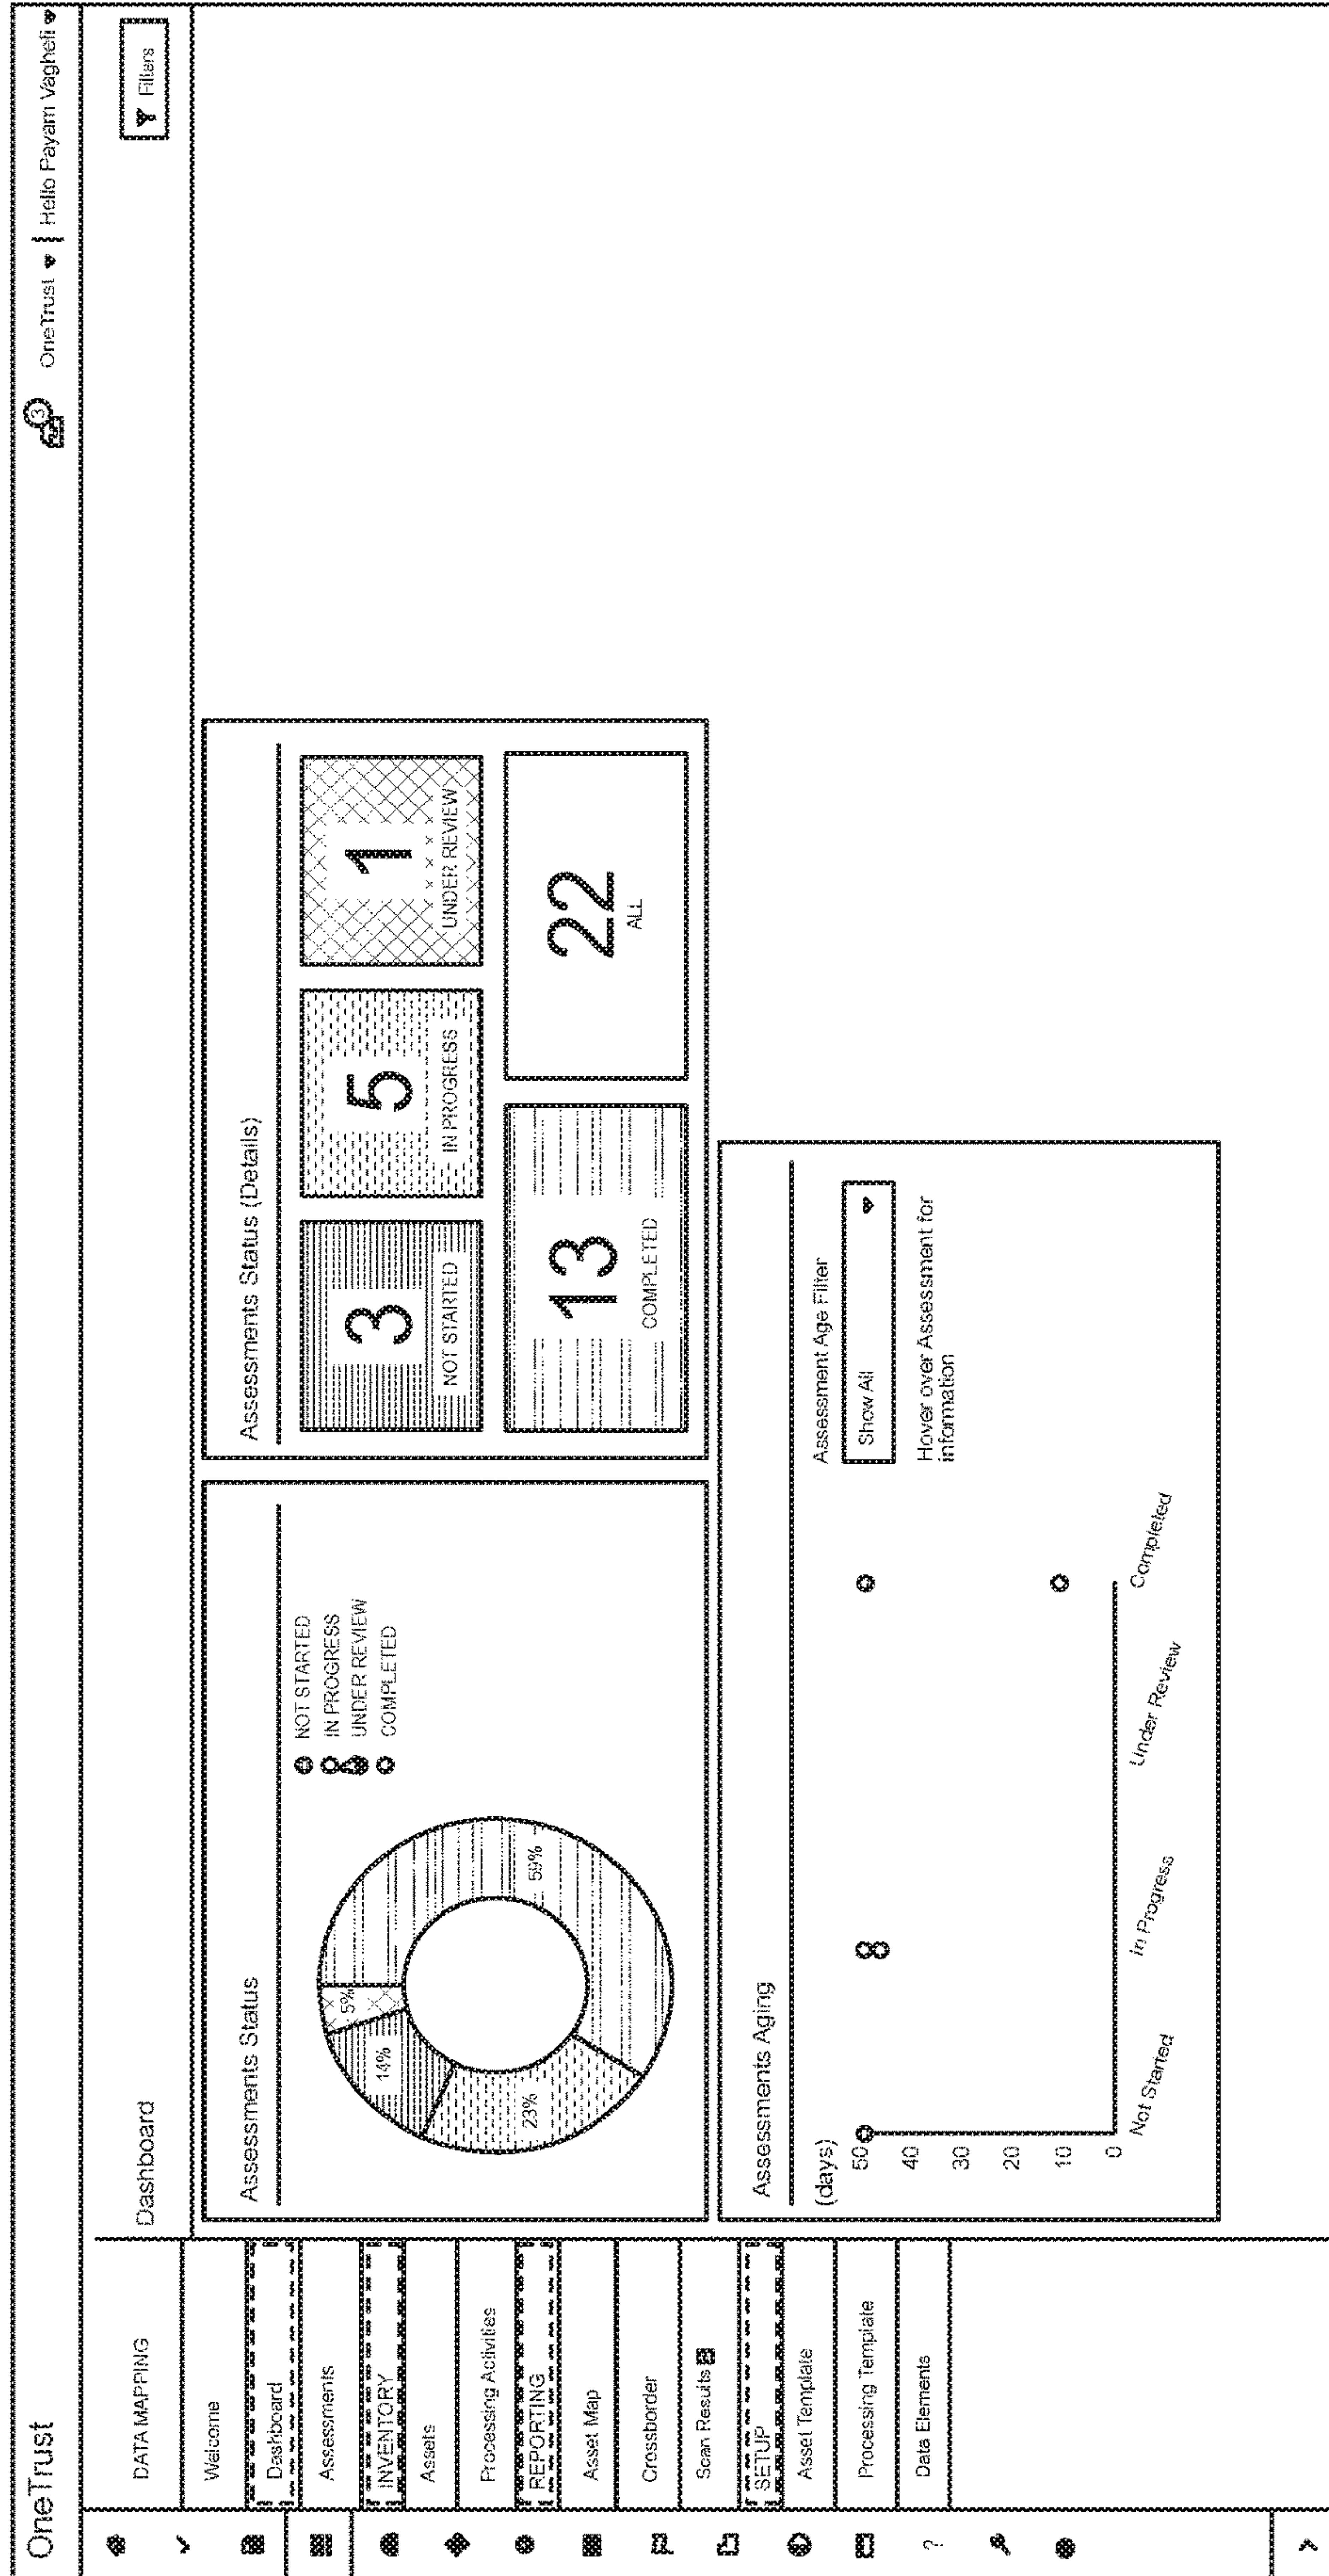 OneTrust
3
OneTrust
Hello Payam Vaghefi
DATA MAPPING
Welcome
Dashboard
Assessments
INVENTORY
Assets
Processing Activities
REPORTING
Asset Map
Crossborder
Scan Results
SETUP
Asset Template
Processing Template
Data Elements
?
Dashboard
Filters
Assessments Status
NOT STARTED
IN PROGRESS
UNDER REVIEW
COMPLETED
5%
14%
23%
59%
Assessments Status (Details)
3
NOT STARTED
5
IN PROGRESS
1
UNDER REVIEW
13
COMPLETED
22
ALL
Assessments Aging
(days)
50
40
30
20
10
0
Not Started
In Progress
Under Review
Completed
Assessment Age Filter
Show All
Hover over Assessment for
information